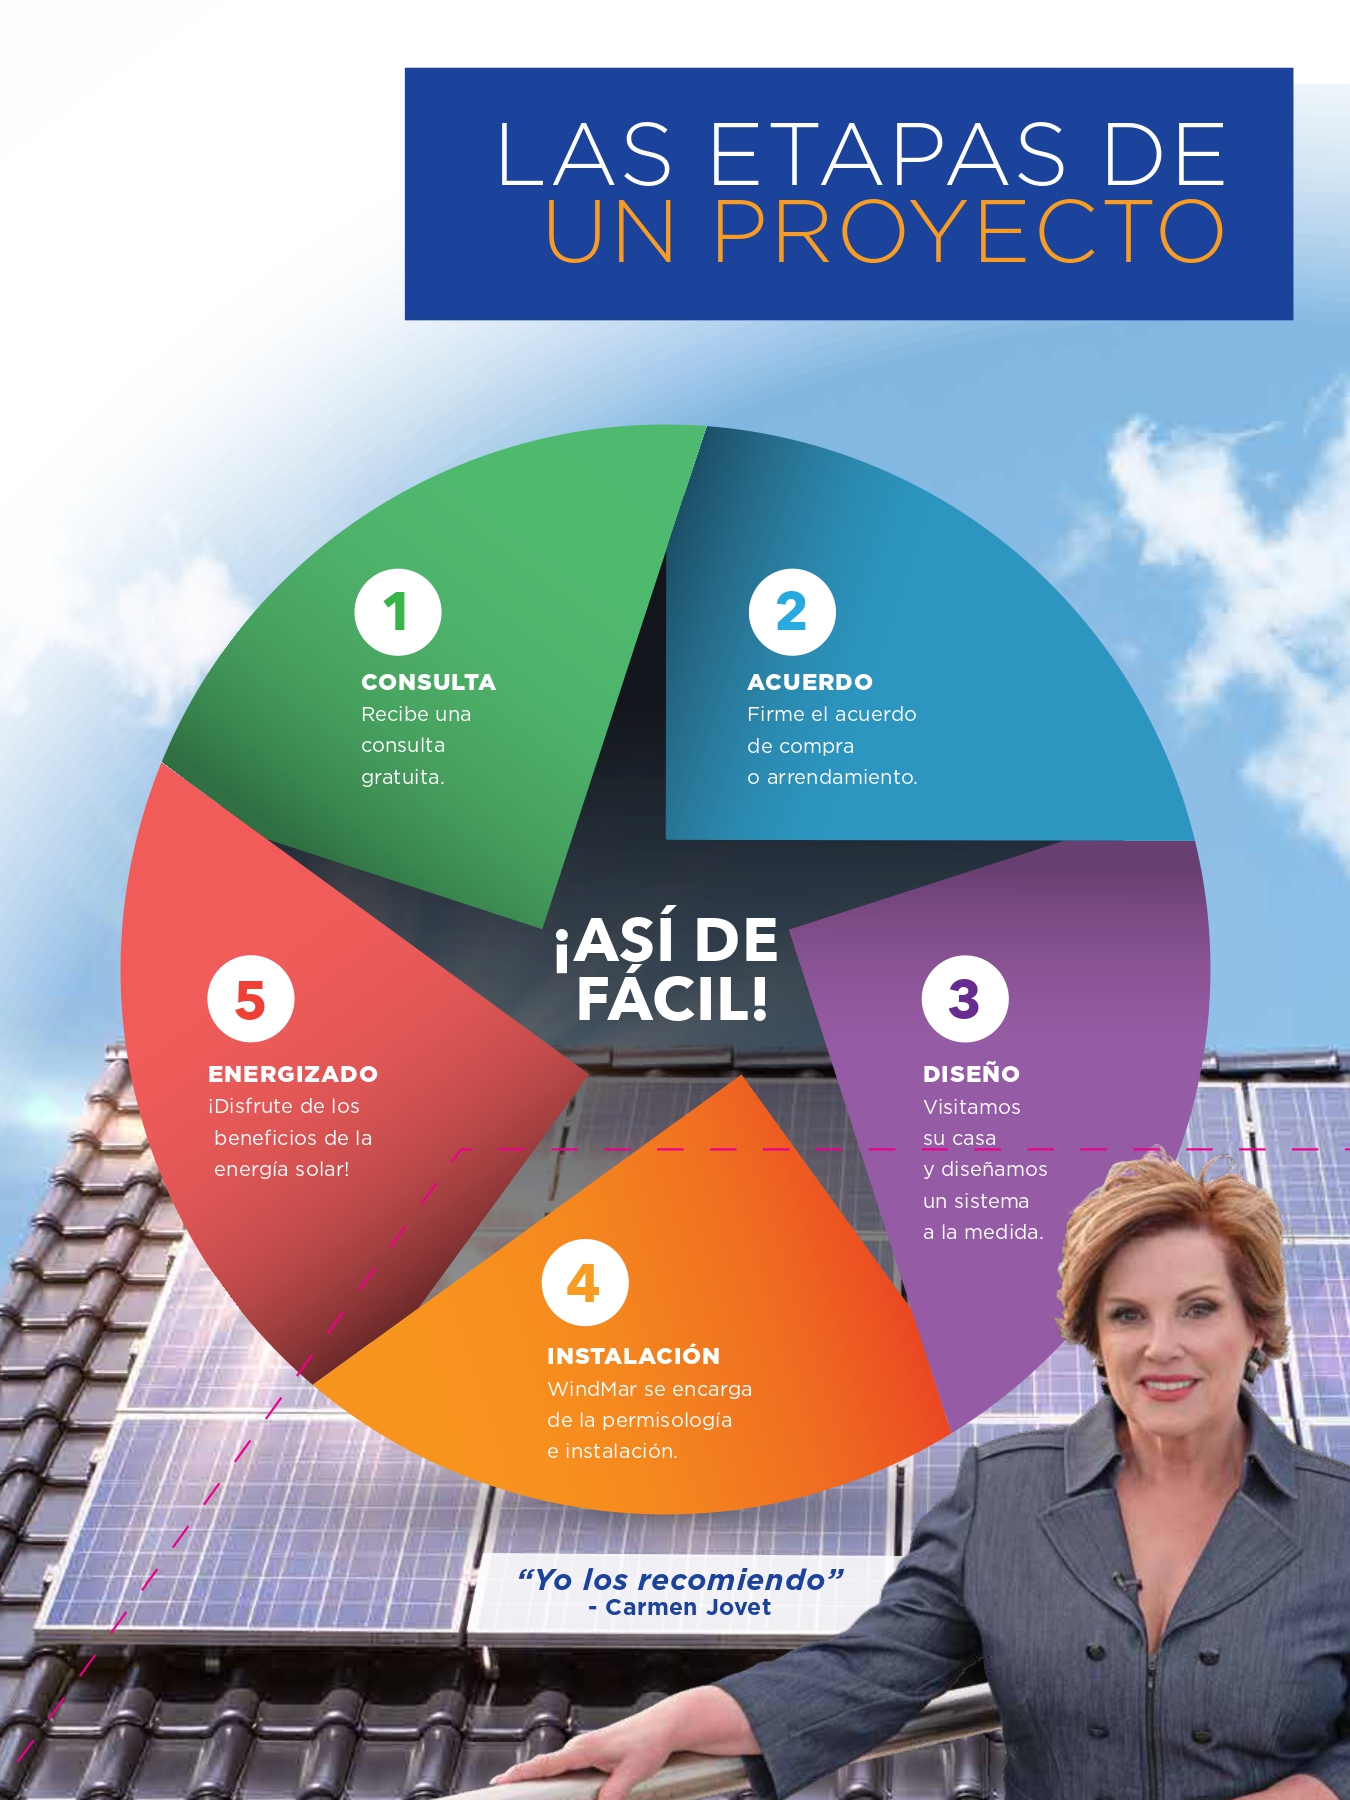 LAS ETAPAS DE
UN PROYECTO
1
CONSULTA
Recibe una
consulta
gratuita.
2
ACUERDO
Firme el acuerdo
de compra
o arrendamiento.
3
DISEÑO
Visitamos
su casa
y diseñamos
un sistema
a la medida.
4
INSTALACIÓN
WindMar se encarga
de la permisología
e instalación.
5
ENERGIZADO
¡Disfrute de los
beneficios de la
energía solar!
¡ASÍ DE
FÁCIL!
“Yo los recomiendo”
- Carmen Jovet